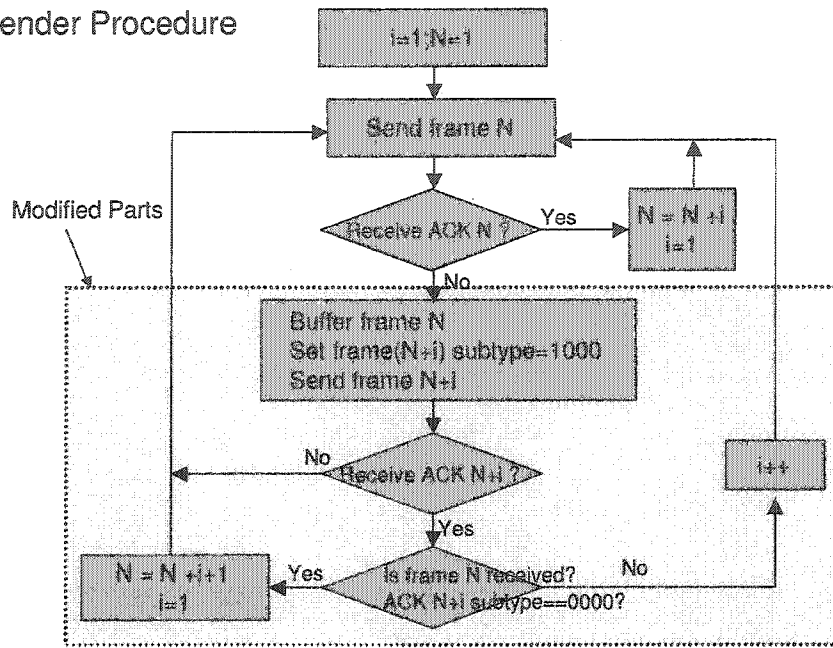 ender Procedure
i=1;N=1
Send frame N
Modified Parts
Receive ACK N ?
Yes
N = N +i
i=1
No
Buffer frame N
Set frame(N+i) subtype=1000
Send frame N+i
No
Receive ACK N+i ?
i++
Yes
N = N +i+1
i=1
Yes
Is frame N received?
ACK N+i subtype==0000?
No